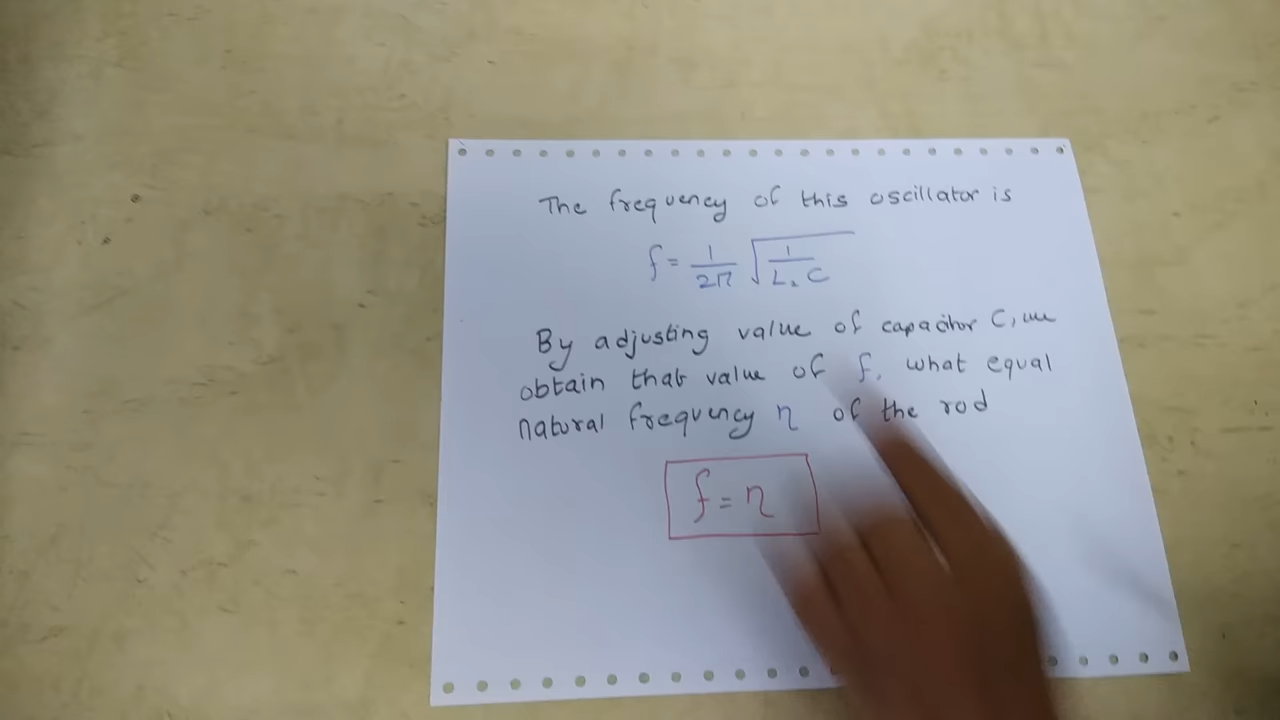 The frequency of this oscillator is
f = 1/2π √1/L₂ C
By adjusting value of capacitor C, we
obtain that value of f, what equal
natural frequency η of the rod
f = η